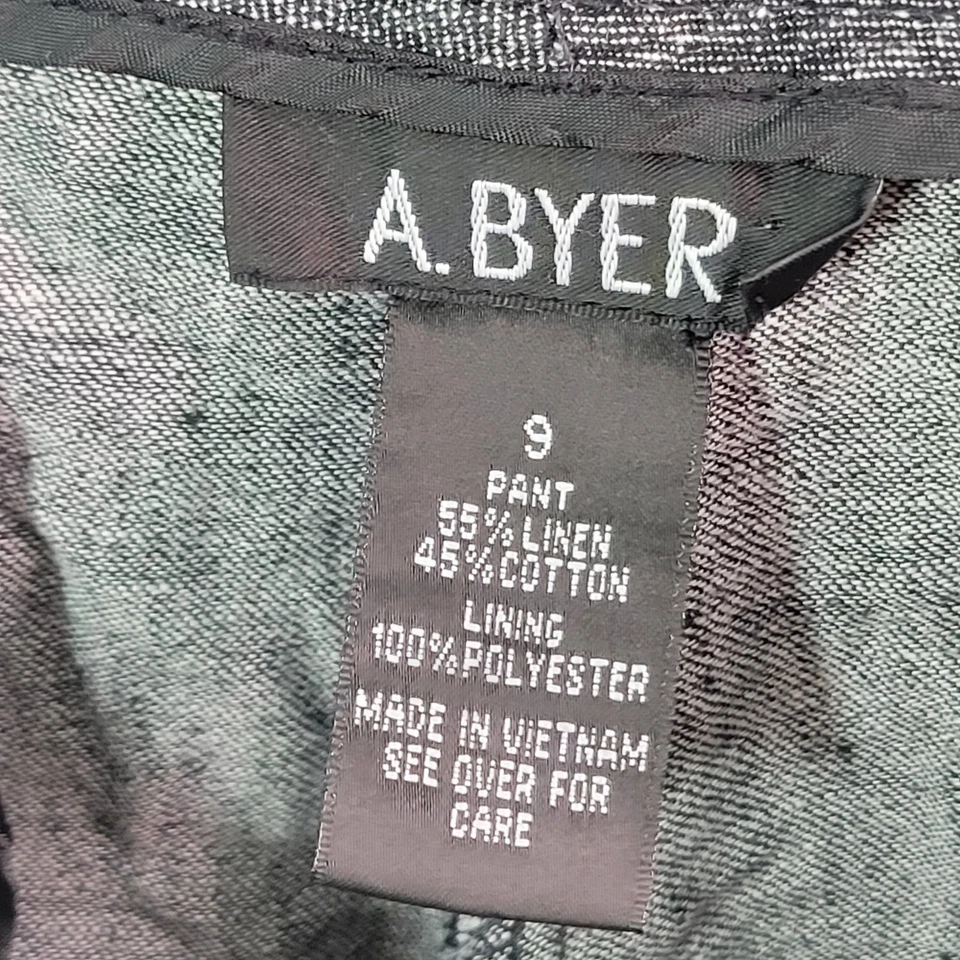 A.BYER
9
PANT
55%LINEN
45%COTTON
LINING
100%POLYESTER
MADE IN VIETNAM
SEE OVER FOR
CARE